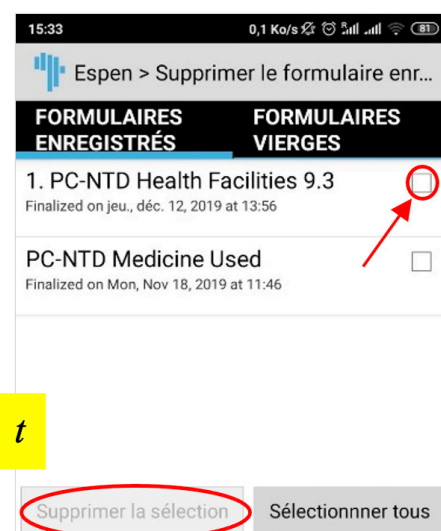 15:33 0,1 Ko/s 81
Espen > Supprimer le formulaire enr...
FORMULAIRES ENREGISTRÉS
FORMULAIRES VIERGES
1. PC-NTD Health Facilities 9.3
Finalized on jeu., déc. 12, 2019 at 13:56
PC-NTD Medicine Used
Finalized on Mon, Nov 18, 2019 at 11:46
t
Supprimer la sélection Sélectionnner tous